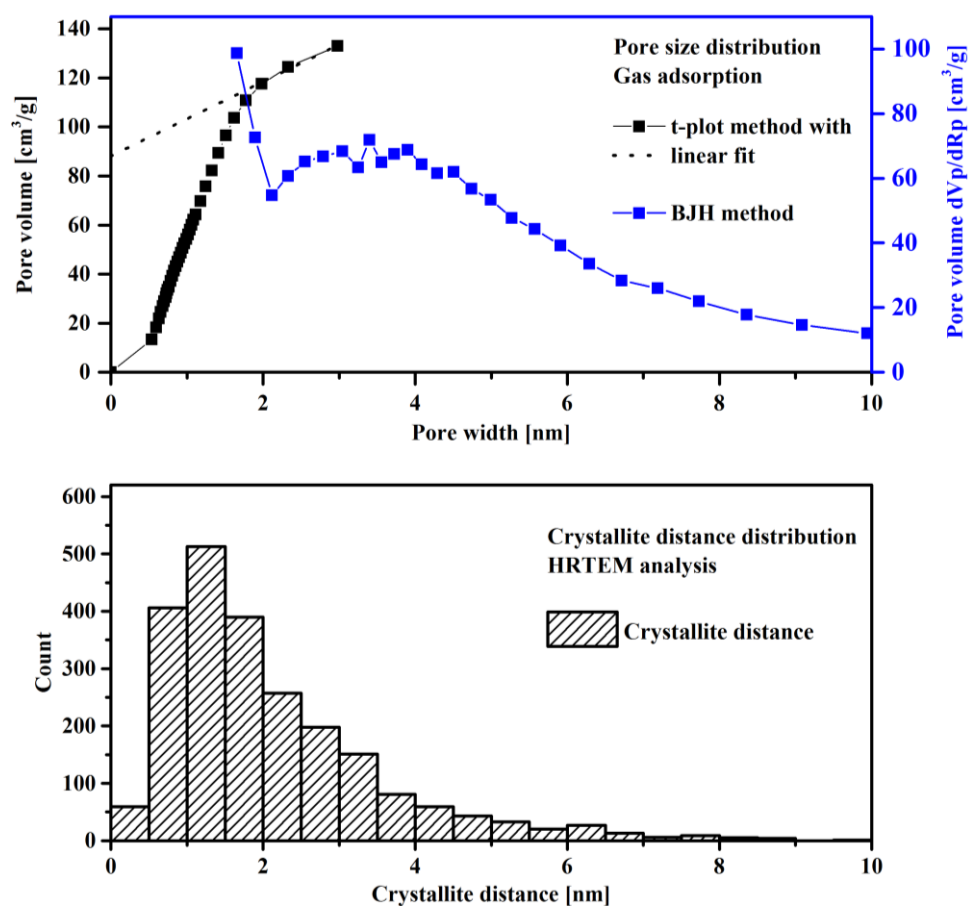 Pore size distribution
Gas adsorption
t-plot method with
linear fit
BJH method
140
120
100
80
60
40
20
0
Pore volume [cm³/g]
100
80
60
40
20
0
Pore volume dVp/dRp [cm³/g]
0 2 4 6 8 10
Pore width [nm]
Crystallite distance distribution
HRTEM analysis
Crystallite distance
600
500
400
300
200
100
0
Count
0 2 4 6 8 10
Crystallite distance [nm]